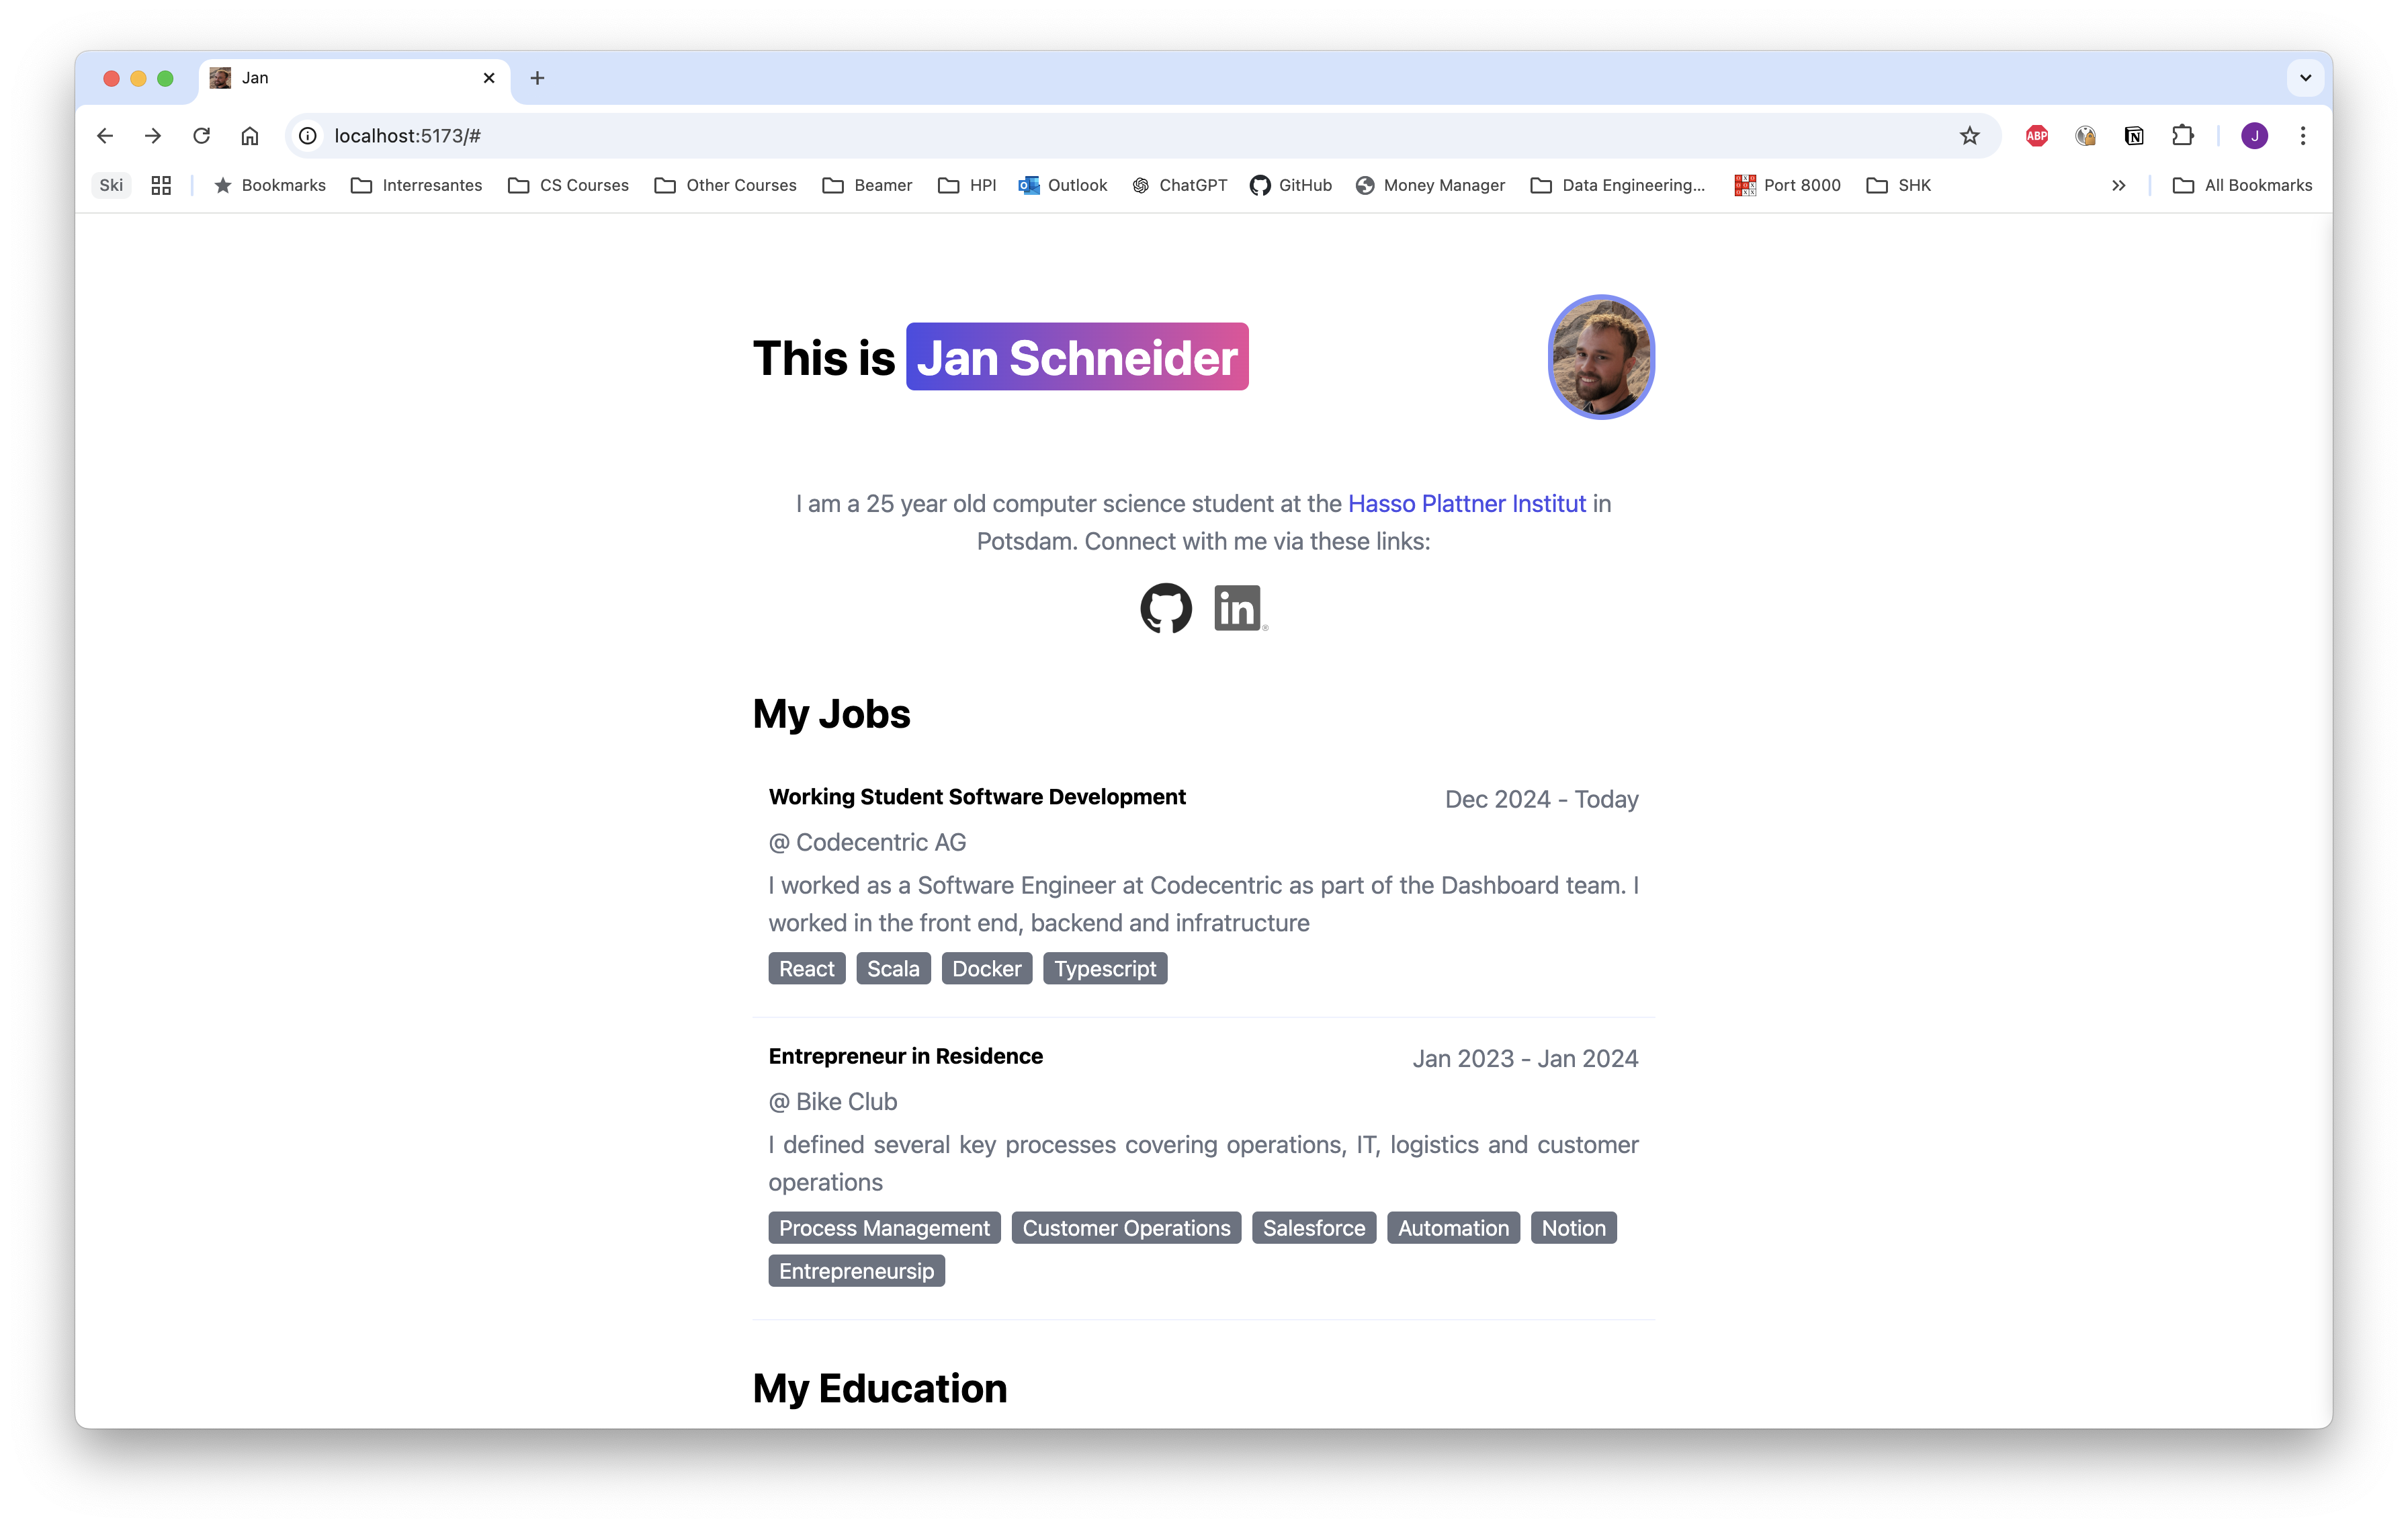 Jan
localhost:5173/#
ABP
J
Ski
Bookmarks Interresantes CS Courses Other Courses Beamer HPI Outlook ChatGPT GitHub Money Manager Data Engineering... Port 8000 SHK All Bookmarks
This is Jan Schneider
I am a 25 year old computer science student at the Hasso Plattner Institut in
Potsdam. Connect with me via these links:
in
My Jobs
Working Student Software Development Dec 2024 - Today
@ Codecentric AG
I worked as a Software Engineer at Codecentric as part of the Dashboard team. I
worked in the front end, backend and infratructure
React Scala Docker Typescript
Entrepreneur in Residence Jan 2023 - Jan 2024
@ Bike Club
I defined several key processes covering operations, IT, logistics and customer
operations
Process Management Customer Operations Salesforce Automation Notion
Entrepreneursip
My Education